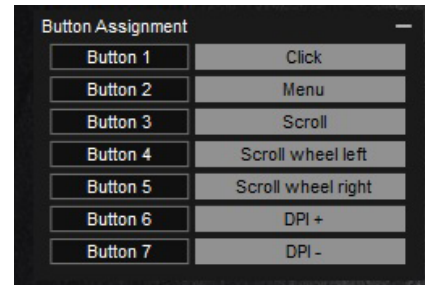 Button Assignment
Button 1 Click
Button 2 Menu
Button 3 Scroll
Button 4 Scroll wheel left
Button 5 Scroll wheel right
Button 6 DPI +
Button 7 DPI -